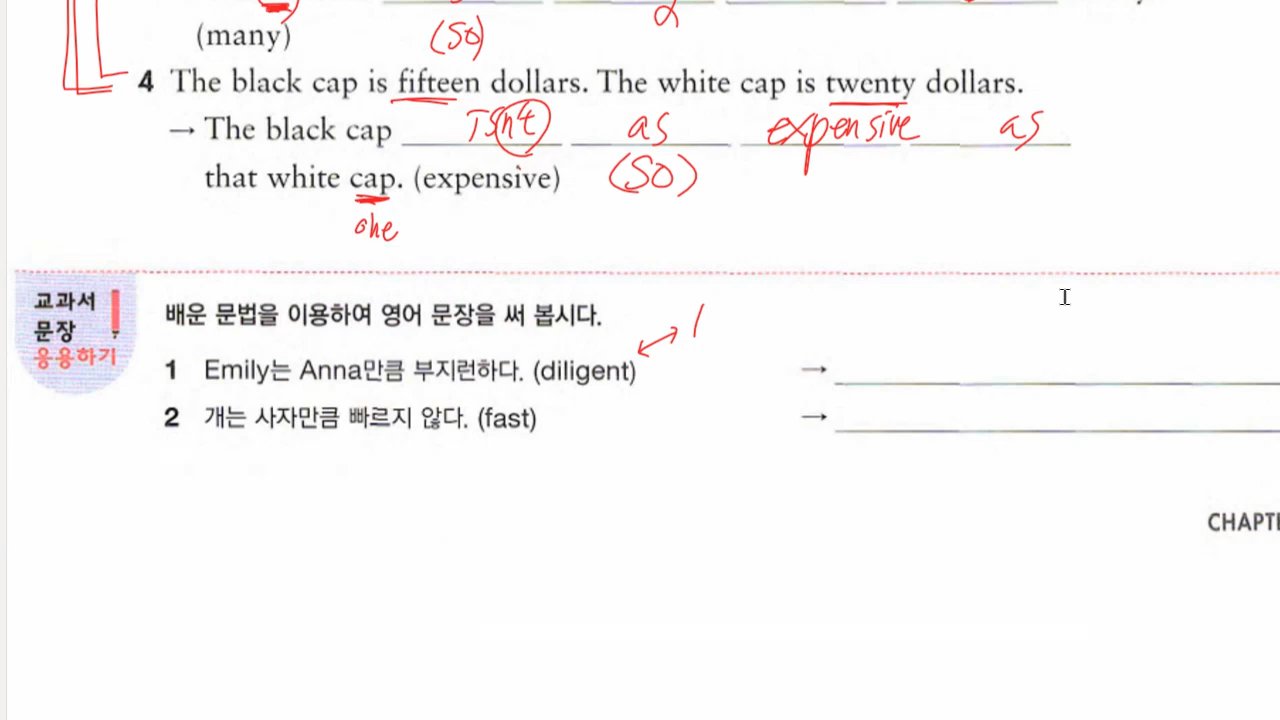 (many) (so)
4 The black cap is fifteen dollars. The white cap is twenty dollars.
→ The black cap isn't as expensive as
that white cap. (expensive) (so)
one
교과서
문장
응용하기
배운 문법을 이용하여 영어 문장을 써 봅시다.
1 Emily는 Anna만큼 부지런하다. (diligent) →
2 개는 사자만큼 빠르지 않다. (fast) →
CHAPTE